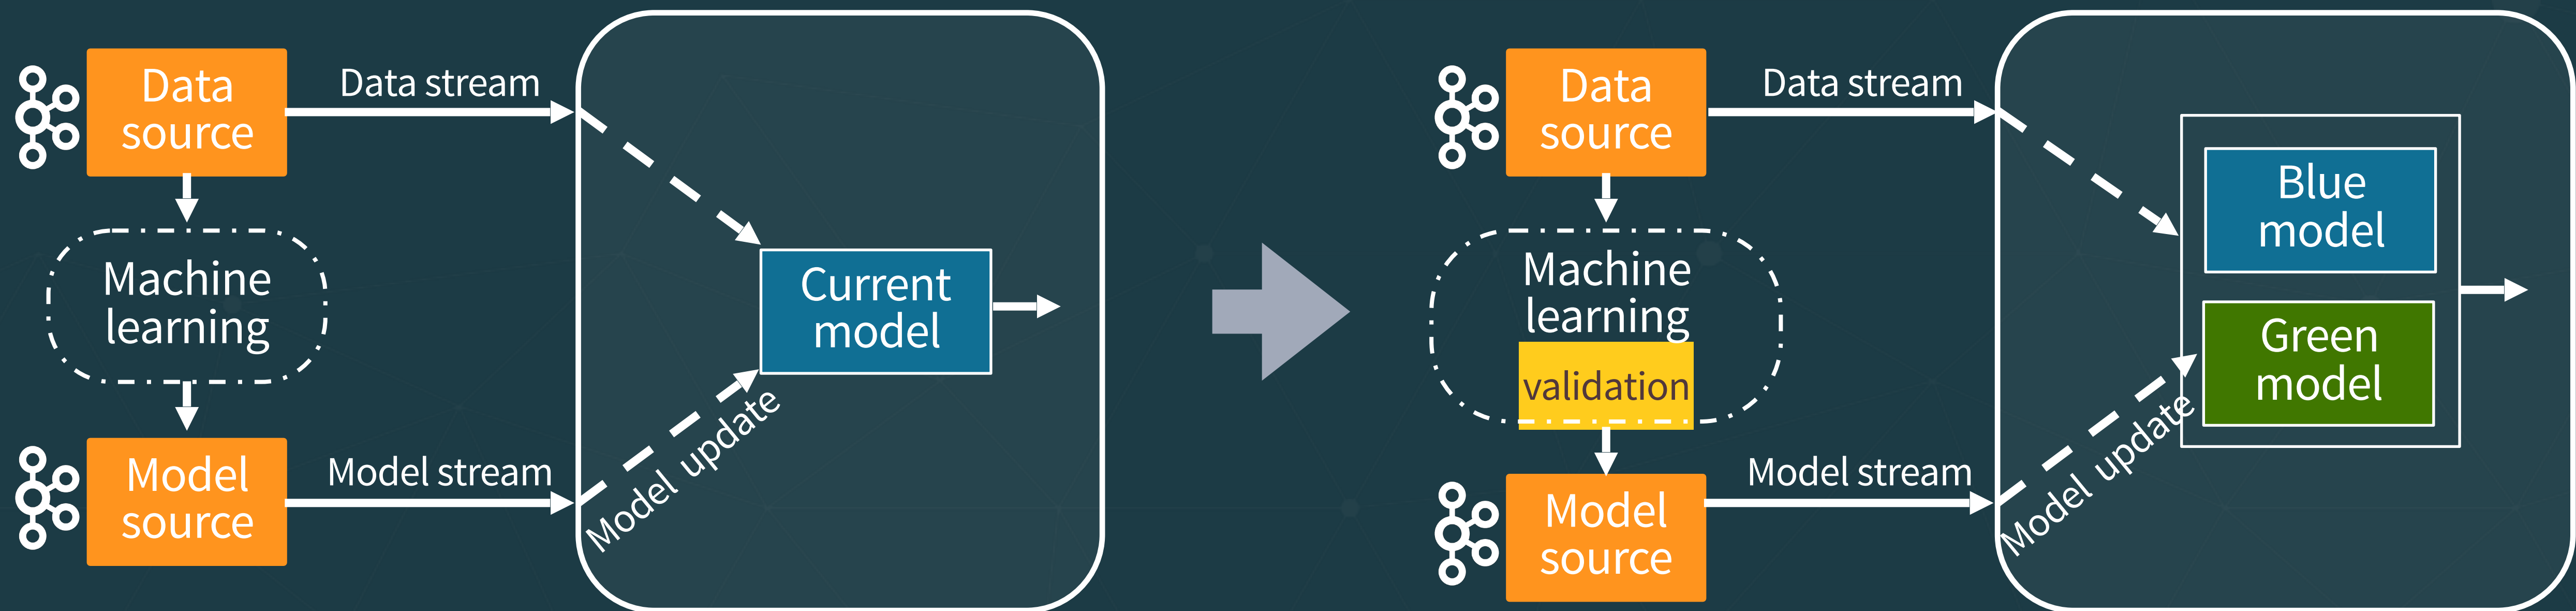 Data
source
Data stream
Machine
learning
Model
source
Model stream
Model update
Current
model
Data
source
Data stream
Machine
learning
validation
Model
source
Model stream
Model update
Blue
model
Green
model